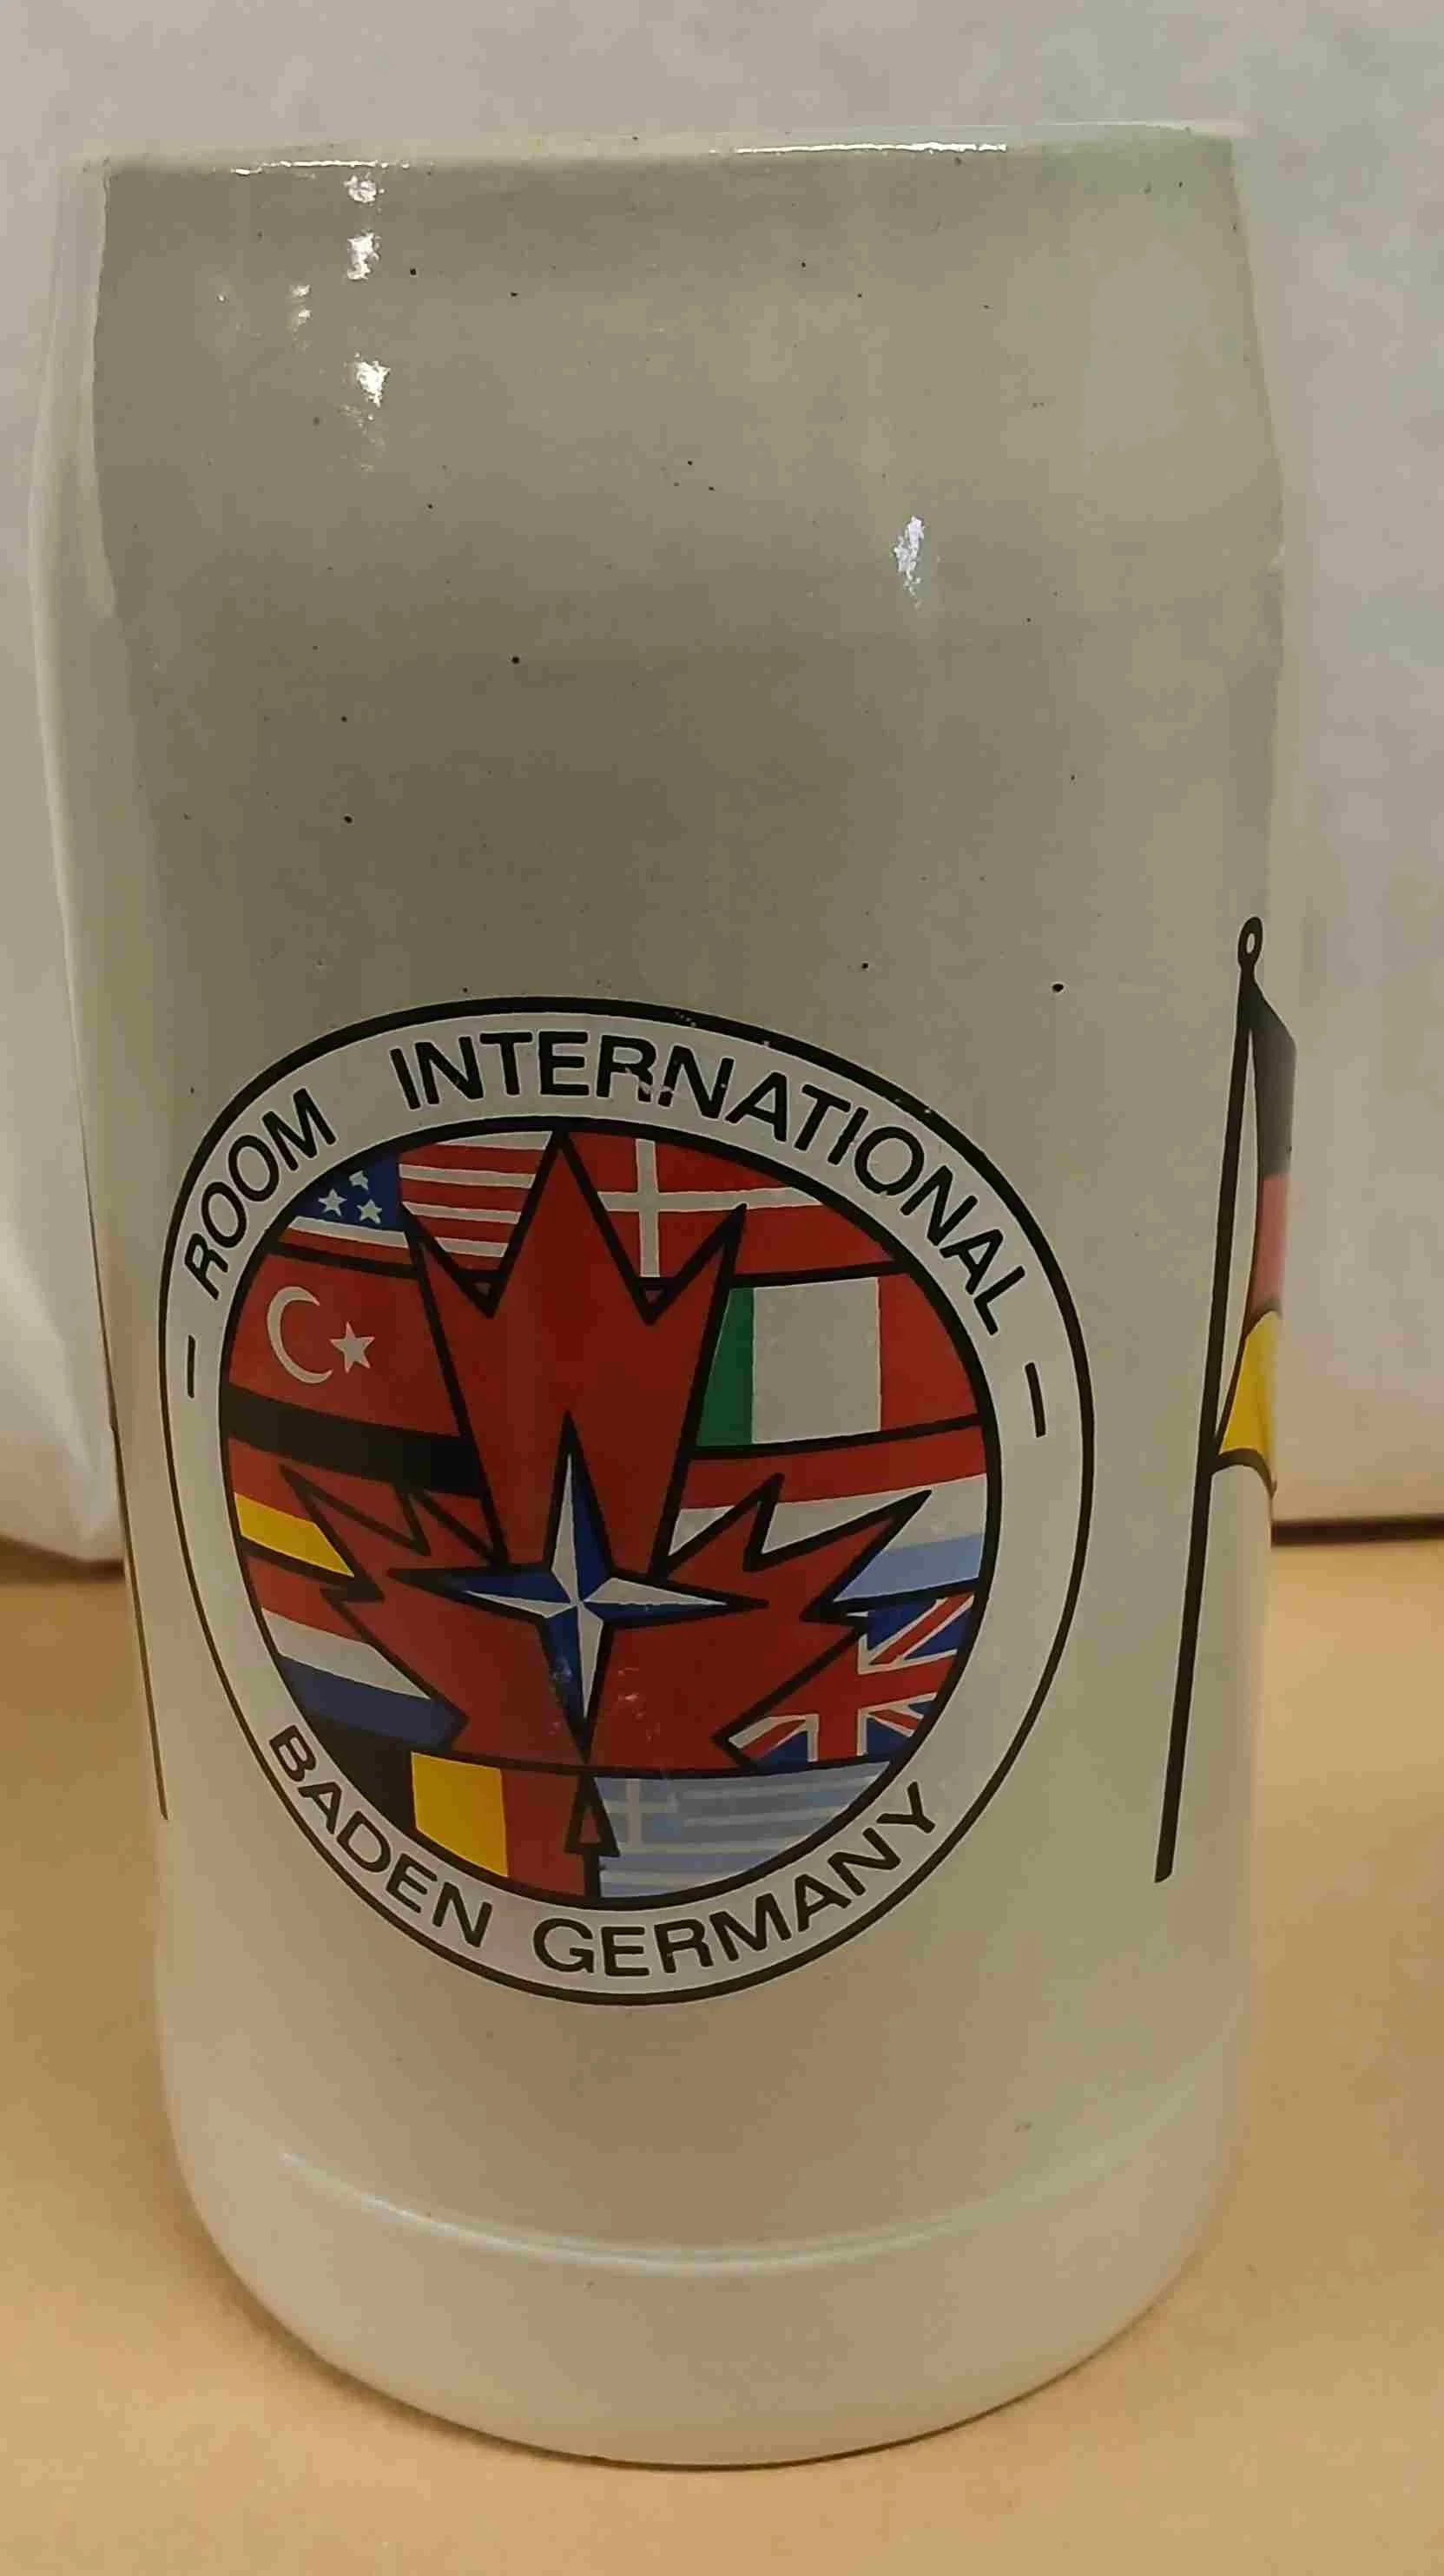 - ROOM INTERNATIONAL -
BADEN GERMANY